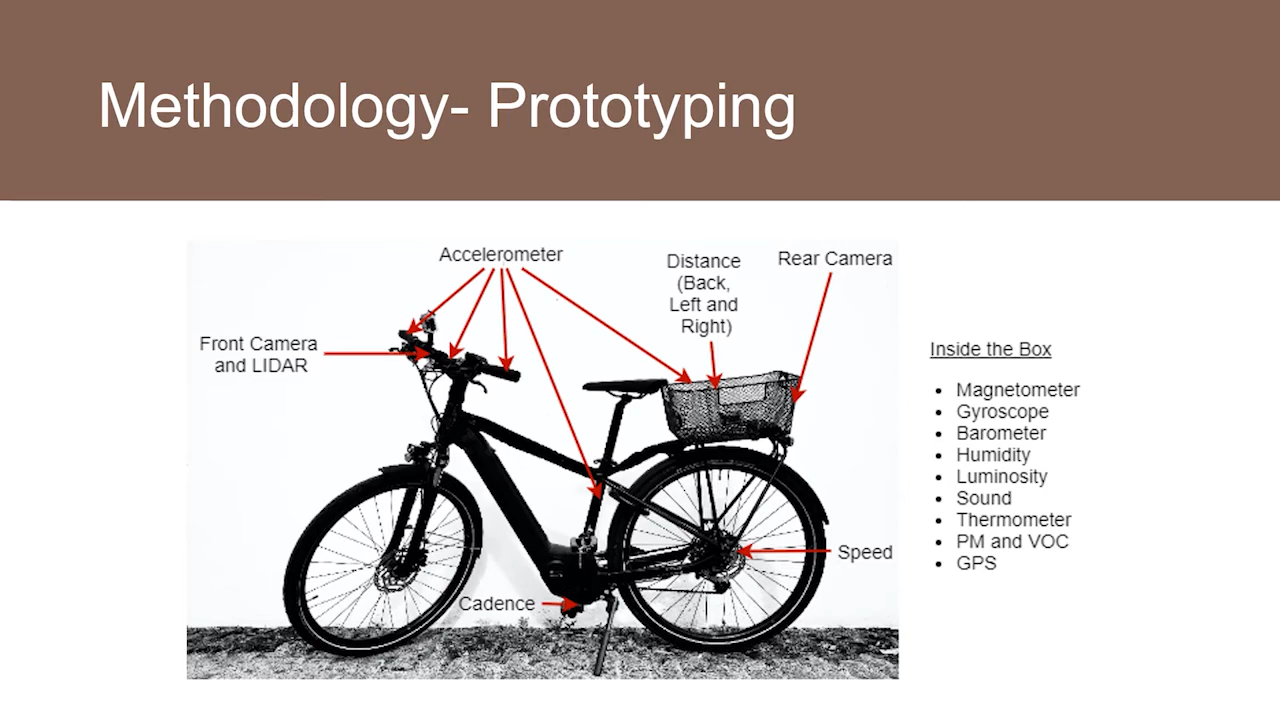 Methodology- Prototyping
Accelerometer
Distance
(Back,
Left and
Right)
Rear Camera
Front Camera
and LIDAR
Speed
Cadence
Inside the Box
• Magnetometer
• Gyroscope
• Barometer
• Humidity
• Luminosity
• Sound
• Thermometer
• PM and VOC
• GPS